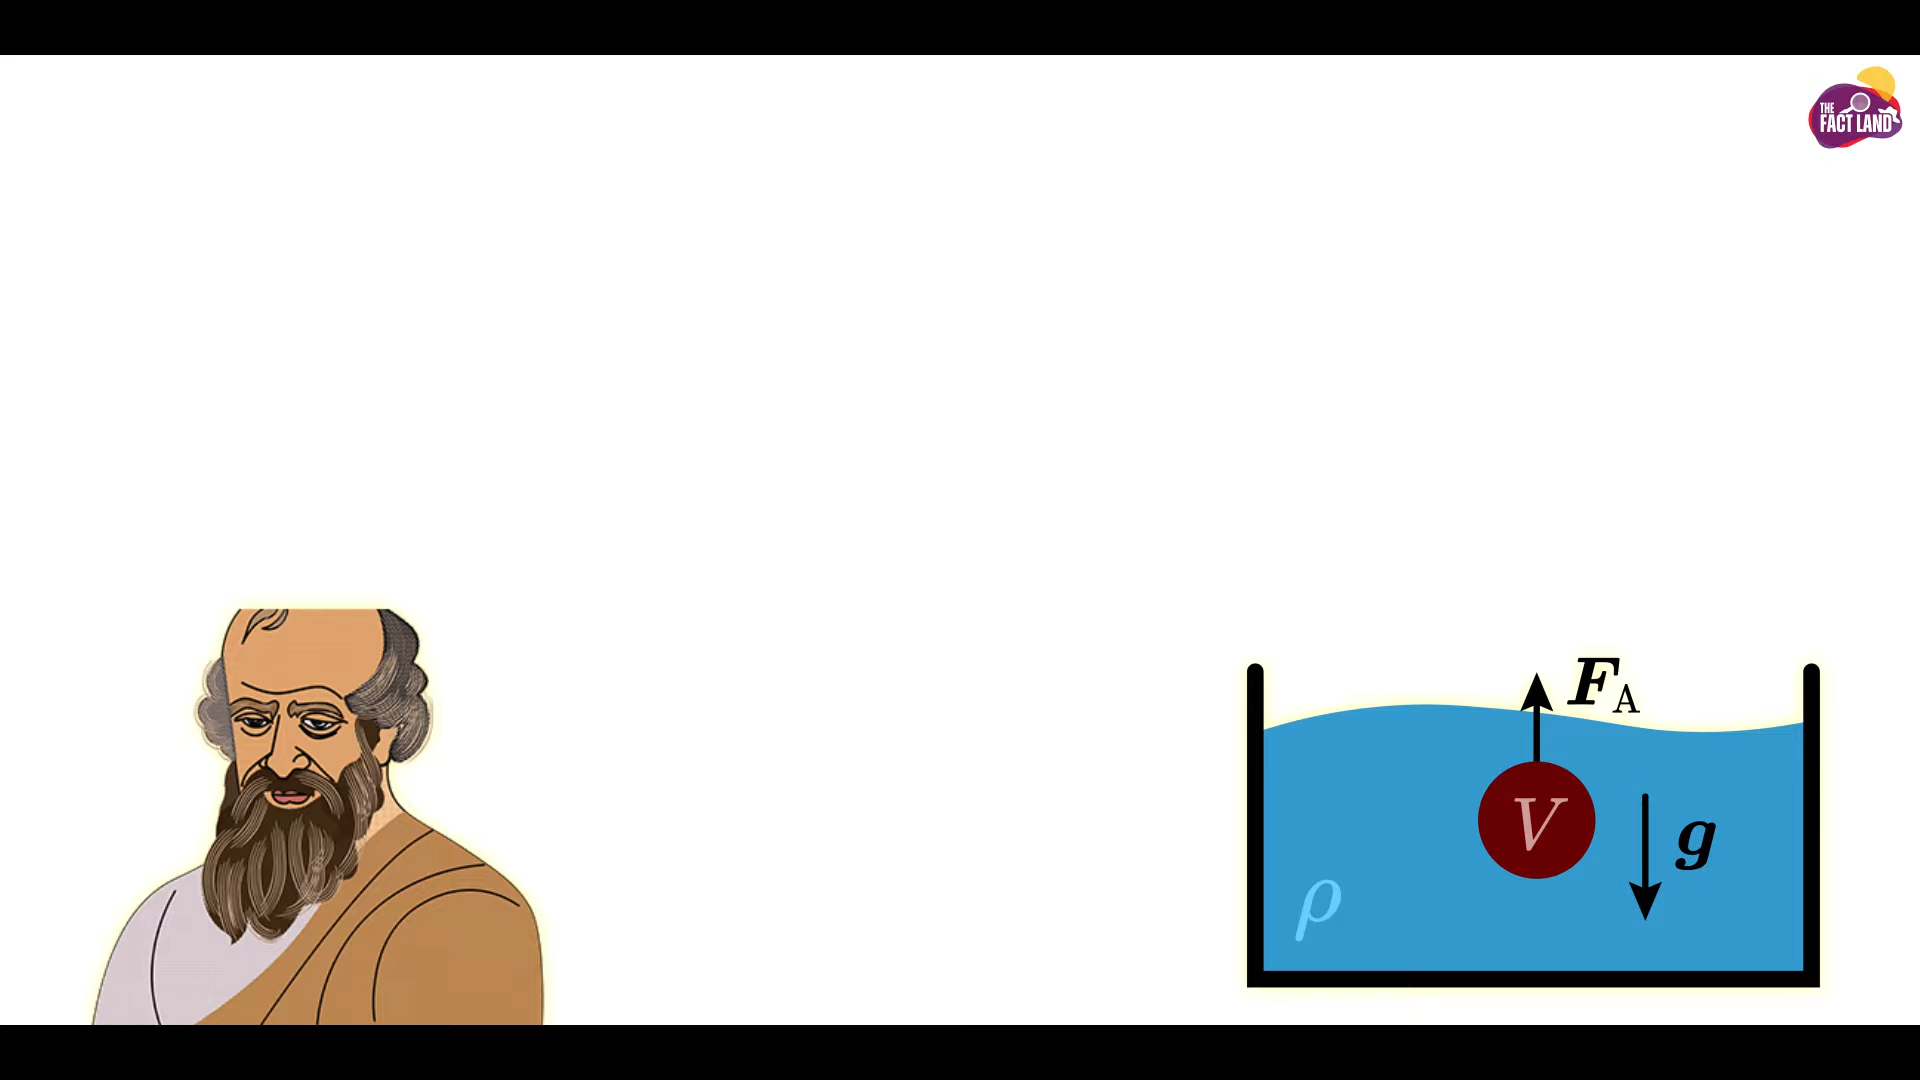 THE
FACT LAND
F_A
V
g
ρ